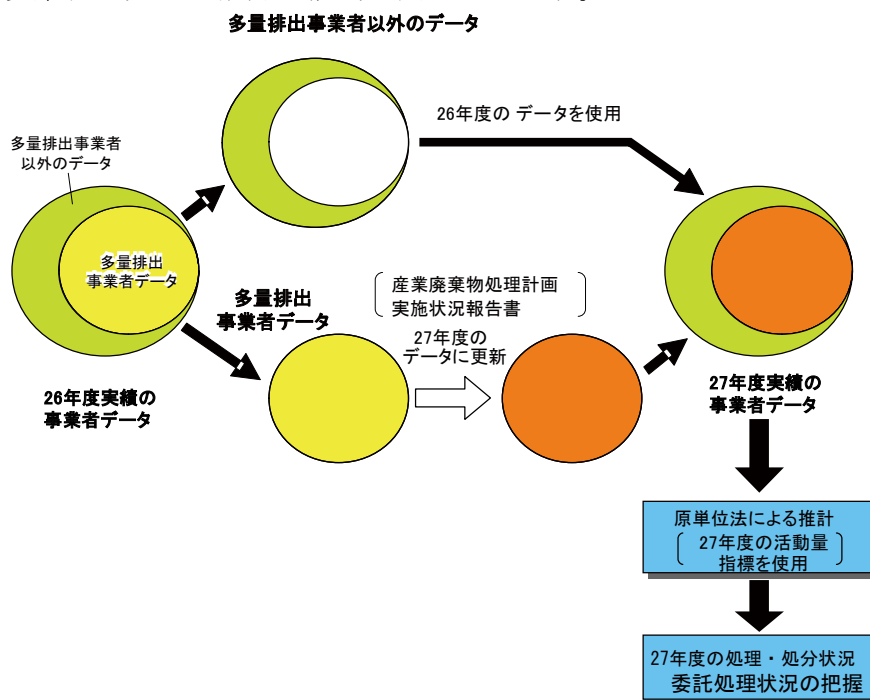 多量排出事業者以外のデータ
26年度の データを使用
多量排出事業者
以外のデータ
多量排出
事業者データ
26年度実績の
事業者データ
多量排出
事業者データ
産業廃棄物処理計画
実施状況報告書
27年度の
データに更新
27年度実績の
事業者データ
原単位法による推計
27年度の活動量
指標を使用
27年度の処理・処分状況
委託処理状況の把握